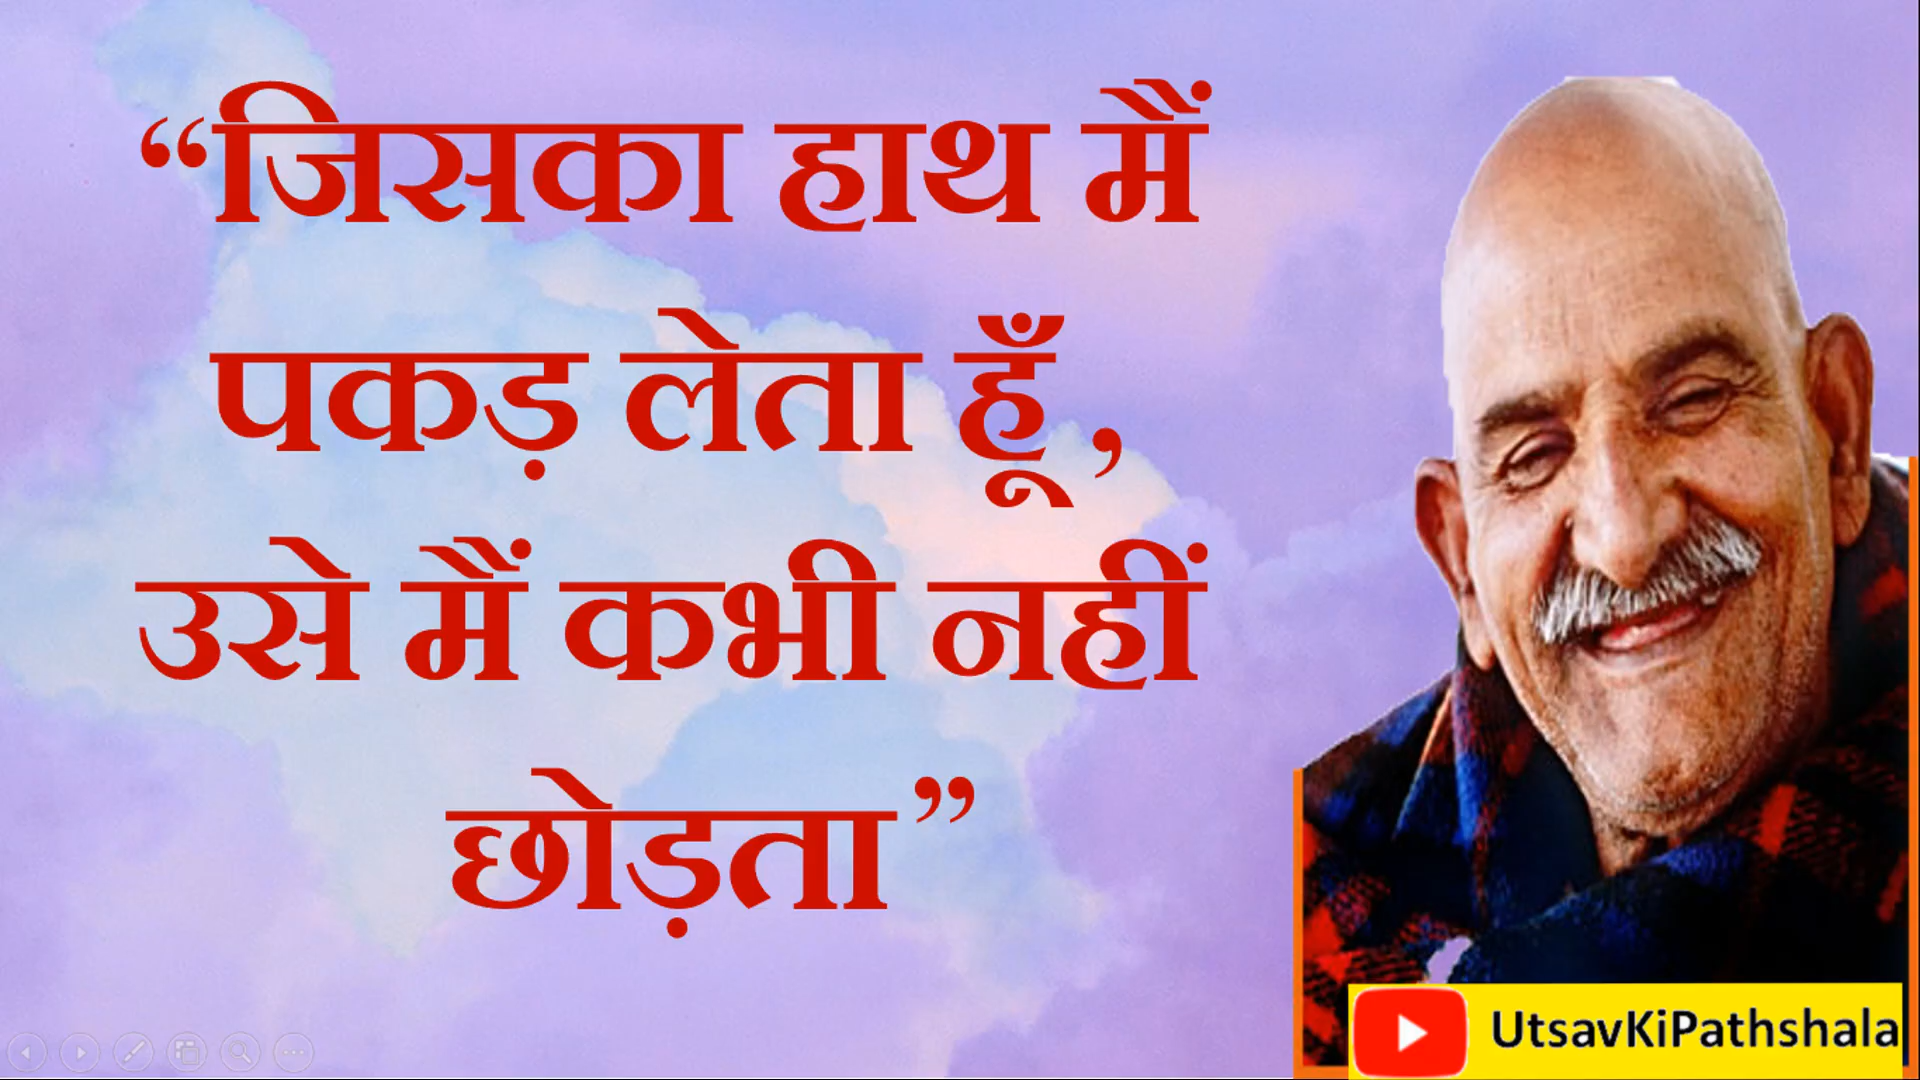 “जिसका हाथ मैं
पकड़ लेता हूँ,
उसे मैं कभी नहीं
छोड़ता”
UtsavKiPathshala